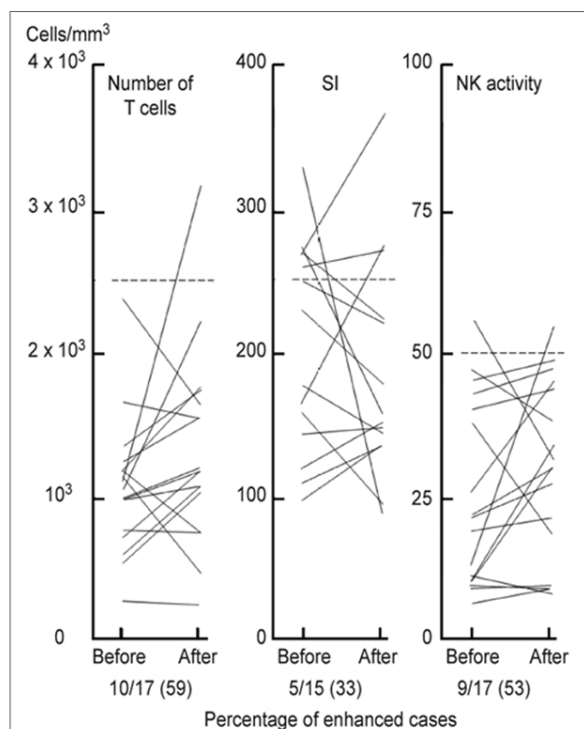 Cells/mm³
4 x 10³
3 x 10³
2 x 10³
10³
0
Number of
T cells
Before After
10/17 (59)
400
300
200
100
0
SI
Before After
5/15 (33)
100
75
50
25
0
NK activity
Before After
9/17 (53)
Percentage of enhanced cases